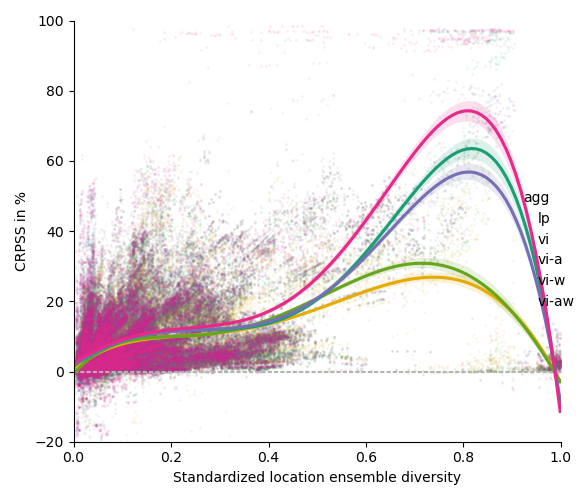 100
80
60
40
20
0
−20
CRPSS in %
agg
lp
vi
vi-a
vi-w
vi-aw
0.0 0.2 0.4 0.6 0.8 1.0
Standardized location ensemble diversity